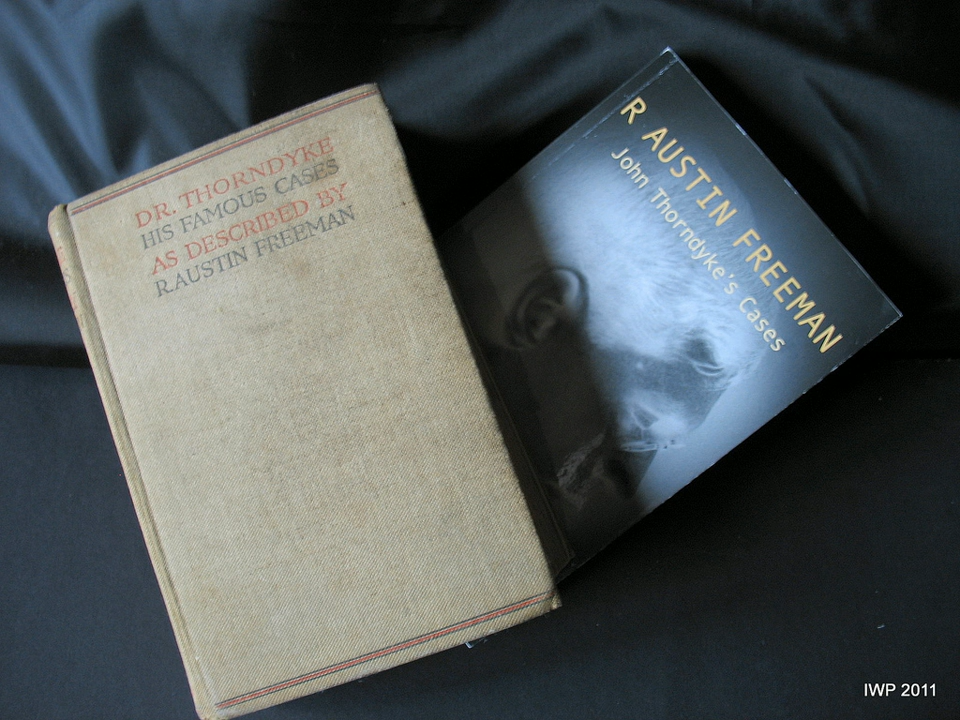 DR. THORNDYKE
HIS FAMOUS CASES
AS DESCRIBED BY
R.AUSTIN FREEMAN
R AUSTIN FREEMAN
John Thorndyke's Cases
IWP 2011